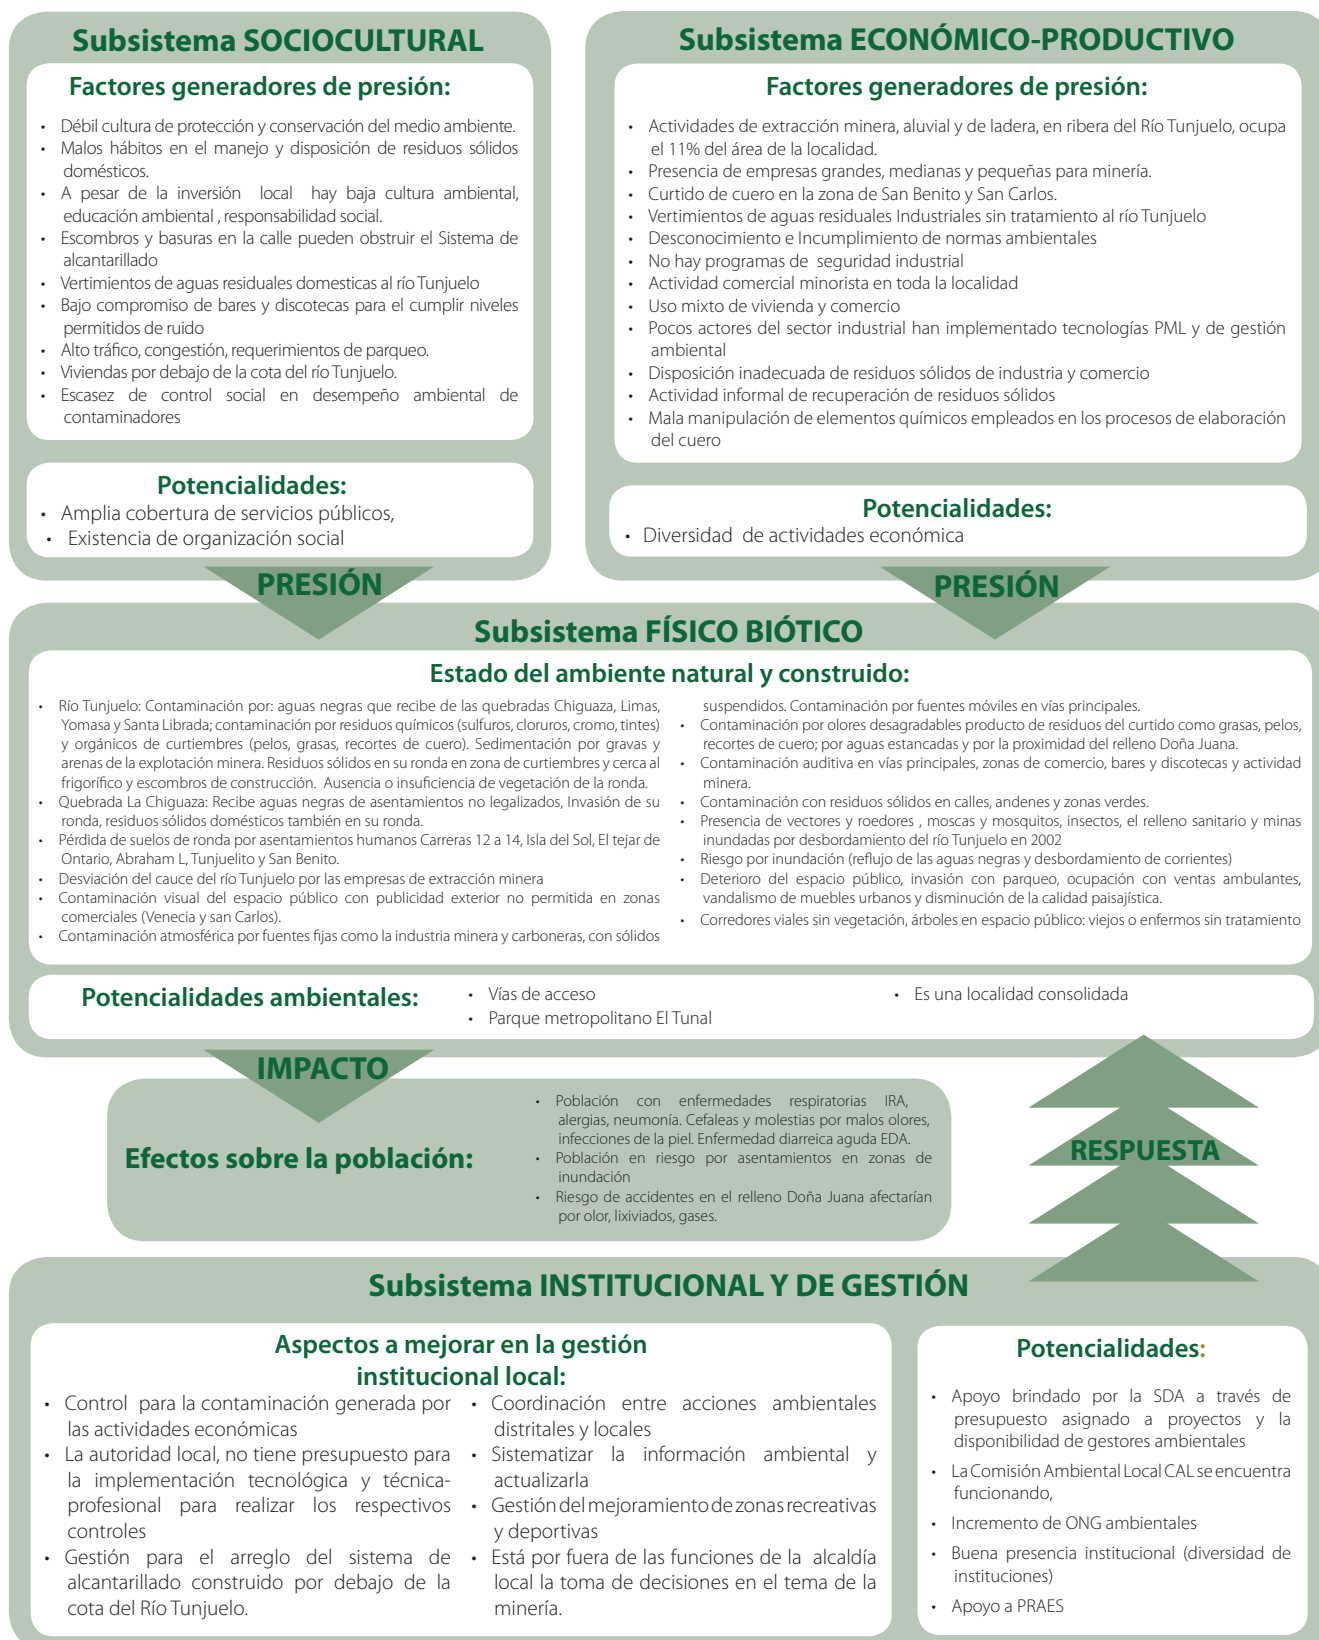 Subsistema SOCIOCULTURAL
Factores generadores de presión:
• Débil cultura de protección y conservación del medio ambiente.
• Malos hábitos en el manejo y disposición de residuos sólidos
domésticos.
• A pesar de la inversión local hay baja cultura ambiental,
educación ambiental , responsabilidad social.
• Escombros y basuras en la calle pueden obstruir el Sistema de
alcantarillado
• Vertimientos de aguas residuales domesticas al río Tunjuelo
• Bajo compromiso de bares y discotecas para el cumplir niveles
permitidos de ruido
• Alto tráfico, congestión, requerimientos de parqueo.
• Viviendas por debajo de la cota del río Tunjuelo.
• Escasez de control social en desempeño ambiental de
contaminadores
Potencialidades:
• Amplia cobertura de servicios públicos,
• Existencia de organización social
PRESIÓN
Subsistema ECONÓMICO-PRODUCTIVO
Factores generadores de presión:
• Actividades de extracción minera, aluvial y de ladera, en ribera del Río Tunjuelo, ocupa
el 11% del área de la localidad.
• Presencia de empresas grandes, medianas y pequeñas para minería.
• Curtido de cuero en la zona de San Benito y San Carlos.
• Vertimientos de aguas residuales Industriales sin tratamiento al río Tunjuelo
• Desconocimiento e Incumplimiento de normas ambientales
• No hay programas de seguridad industrial
• Actividad comercial minorista en toda la localidad
• Uso mixto de vivienda y comercio
• Pocos actores del sector industrial han implementado tecnologías PML y de gestión
ambiental
• Disposición inadecuada de residuos sólidos de industria y comercio
• Actividad informal de recuperación de residuos sólidos
• Mala manipulación de elementos químicos empleados en los procesos de elaboración
del cuero
Potencialidades:
• Diversidad de actividades económica
PRESIÓN
Subsistema FÍSICO BIÓTICO
Estado del ambiente natural y construido:
• Río Tunjuelo: Contaminación por: aguas negras que recibe de las quebradas Chiguaza, Limas,
Yomasa y Santa Librada; contaminación por residuos químicos (sulfuros, cloruros, cromo, tintes)
y orgánicos de curtiembres (pelos, grasas, recortes de cuero). Sedimentación por gravas y
arenas de la explotación minera. Residuos sólidos en su ronda en zona de curtiembres y cerca al
frigorífico y escombros de construcción. Ausencia o insuficiencia de vegetación de la ronda.
• Quebrada La Chiguaza: Recibe aguas negras de asentamientos no legalizados, Invasión de su
ronda, residuos sólidos domésticos también en su ronda.
• Pérdida de suelos de ronda por asentamientos humanos Carreras 12 a 14, Isla del Sol, El tejar de
Ontario, Abraham L, Tunjuelito y San Benito.
• Desviación del cauce del río Tunjuelo por las empresas de extracción minera
• Contaminación visual del espacio público con publicidad exterior no permitida en zonas
comerciales (Venecia y san Carlos).
• Contaminación atmosférica por fuentes fijas como la industria minera y carboneras, con sólidos
suspendidos. Contaminación por fuentes móviles en vías principales.
• Contaminación por olores desagradables producto de residuos del curtido como grasas, pelos,
recortes de cuero; por aguas estancadas y por la proximidad del relleno Doña Juana.
• Contaminación auditiva en vías principales, zonas de comercio, bares y discotecas y actividad
minera.
• Contaminación con residuos sólidos en calles, andenes y zonas verdes.
• Presencia de vectores y roedores , moscas y mosquitos, insectos, el relleno sanitario y minas
inundadas por desbordamiento del río Tunjuelo en 2002
• Riesgo por inundación (reflujo de las aguas negras y desbordamiento de corrientes)
• Deterioro del espacio público, invasión con parqueo, ocupación con ventas ambulantes,
vandalismo de muebles urbanos y disminución de la calidad paisajística.
• Corredores viales sin vegetación, árboles en espacio público: viejos o enfermos sin tratamiento
Potencialidades ambientales:
• Vías de acceso
• Parque metropolitano El Tunal
• Es una localidad consolidada
IMPACTO
Efectos sobre la población:
• Población con enfermedades respiratorias IRA,
alergias, neumonía. Cefaleas y molestias por malos olores,
infecciones de la piel. Enfermedad diarreica aguda EDA.
• Población en riesgo por asentamientos en zonas de
inundación
• Riesgo de accidentes en el relleno Doña Juana afectarían
por olor, lixiviados, gases.
RESPUESTA
Subsistema INSTITUCIONAL Y DE GESTIÓN
Aspectos a mejorar en la gestión
institucional local:
• Control para la contaminación generada por
las actividades económicas
• La autoridad local, no tiene presupuesto para
la implementación tecnológica y técnica-
profesional para realizar los respectivos
controles
• Gestión para el arreglo del sistema de
alcantarillado construido por debajo de la
cota del Río Tunjuelo.
• Coordinación entre acciones ambientales
distritales y locales
• Sistematizar la información ambiental y
actualizarla
• Gestión del mejoramiento de zonas recreativas
y deportivas
• Está por fuera de las funciones de la alcaldía
local la toma de decisiones en el tema de la
minería.
Potencialidades:
• Apoyo brindado por la SDA a través de
presupuesto asignado a proyectos y la
disponibilidad de gestores ambientales
• La Comisión Ambiental Local CAL se encuentra
funcionando,
• Incremento de ONG ambientales
• Buena presencia institucional (diversidad de
instituciones)
• Apoyo a PRAES